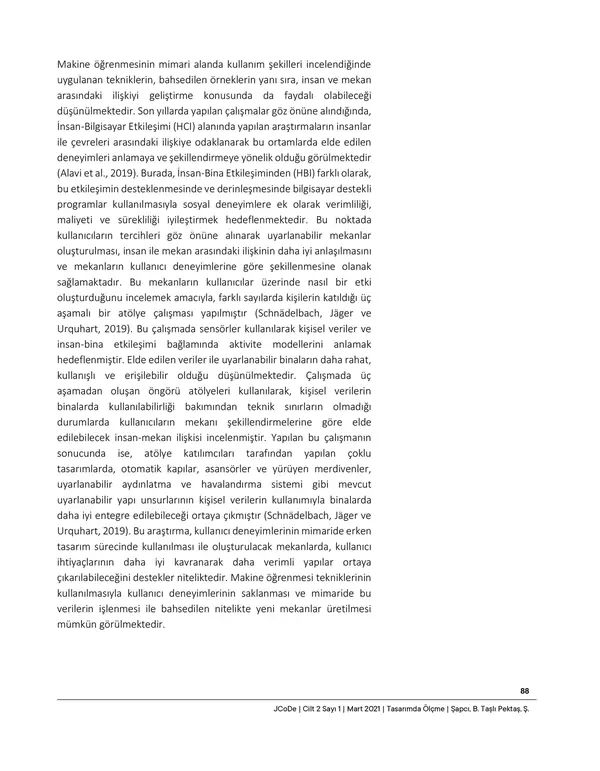 Makine öğrenmesinin mimari alanda kullanım şekilleri incelendiğinde
uygulanan tekniklerin, bahsedilen örneklerin yanı sıra, insan ve mekan
arasındaki ilişkiyi geliştirme konusunda da faydalı olabileceği
düşünülmektedir. Son yıllarda yapılan çalışmalar göz önüne alındığında,
İnsan-Bilgisayar Etkileşimi (HCI) alanında yapılan araştırmaların insanlar
ile çevreleri arasındaki ilişkiye odaklanarak bu ortamlarda elde edilen
deneyimleri anlamaya ve şekillendirmeye yönelik olduğu görülmektedir
(Alavi et al., 2019). Burada, İnsan-Bina Etkileşiminden (HBI) farklı olarak,
bu etkileşimin desteklenmesinde ve derinleşmesinde bilgisayar destekli
programlar kullanılmasıyla sosyal deneyimlere ek olarak verimliliği,
maliyeti ve sürekliliği iyileştirmek hedeflenmektedir. Bu noktada
kullanıcıların tercihleri göz önüne alınarak uyarlanabilir mekanlar
oluşturulması, insan ile mekan arasındaki ilişkinin daha iyi anlaşılmasını
ve mekanların kullanıcı deneyimlerine göre şekillenmesine olanak
sağlamaktadır. Bu mekanların kullanıcılar üzerinde nasıl bir etki
oluşturduğunu incelemek amacıyla, farklı sayılarda kişilerin katıldığı üç
aşamalı bir atölye çalışması yapılmıştır (Schnädelbach, Jäger ve
Urquhart, 2019). Bu çalışmada sensörler kullanılarak kişisel veriler ve
insan-bina etkileşimi bağlamında aktivite modellerini anlamak
hedeflenmiştir. Elde edilen veriler ile uyarlanabilir binaların daha rahat,
kullanışlı ve erişilebilir olduğu düşünülmektedir. Çalışmada üç
aşamadan oluşan öngörü atölyeleri kullanılarak, kişisel verilerin
binalarda kullanılabilirliği bakımından teknik sınırların olmadığı
durumlarda kullanıcıların mekanı şekillendirmelerine göre elde
edilebilecek insan-mekan ilişkisi incelenmiştir. Yapılan bu çalışmanın
sonucunda ise, atölye katılımcıları tarafından yapılan çoklu
tasarımlarda, otomatik kapılar, asansörler ve yürüyen merdivenler,
uyarlanabilir aydınlatma ve havalandırma sistemi gibi mevcut
uyarlanabilir yapı unsurlarının kişisel verilerin kullanımıyla binalarda
daha iyi entegre edilebileceği ortaya çıkmıştır (Schnädelbach, Jäger ve
Urquhart, 2019). Bu araştırma, kullanıcı deneyimlerinin mimaride erken
tasarım sürecinde kullanılması ile oluşturulacak mekanlarda, kullanıcı
ihtiyaçlarının daha iyi kavranarak daha verimli yapılar ortaya
çıkarılabileceğini destekler niteliktedir. Makine öğrenmesi tekniklerinin
kullanılmasıyla kullanıcı deneyimlerinin saklanması ve mimaride bu
verilerin işlenmesi ile bahsedilen nitelikte yeni mekanlar üretilmesi
mümkün görülmektedir.
88
JCoDe | Cilt 2 Sayı 1 | Mart 2021 | Tasarımda Ölçme | Şapcı, B. Taşlı Pektaş, Ş.